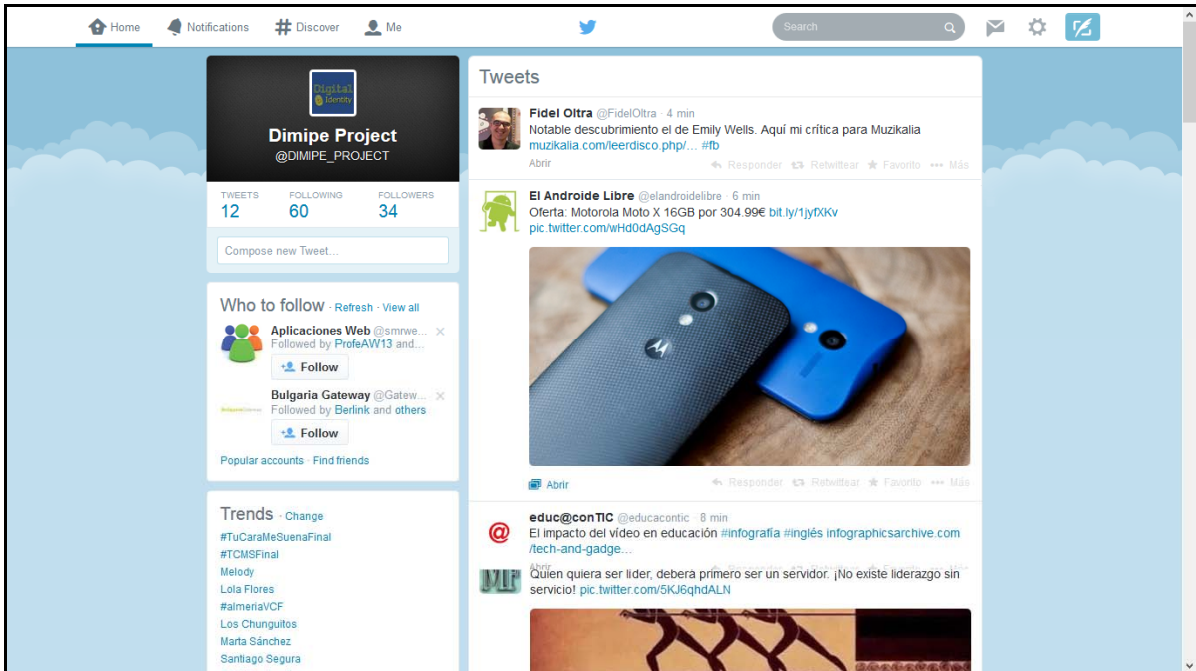 Home Notifications Discover Me Search
Digital
Identity
Dimipe Project
@DIMIPE_PROJECT
TWEETS FOLLOWING FOLLOWERS
12 60 34
Compose new Tweet...
Who to follow · Refresh · View all
Aplicaciones Web @smrwe... ×
Followed by ProfeAW13 and...
Follow
Bulgaria Gateway @Gatew... ×
Followed by Berlink and others
Follow
Popular accounts · Find friends
Trends · Change
#TuCaraMeSuenaFinal
#TCMSFinal
Melody
Lola Flores
#almeriaVCF
Los Chunguitos
Marta Sánchez
Santiago Segura
Tweets
Fidel Oltra @FidelOltra · 4 min
Notable descubrimiento el de Emily Wells. Aquí mi crítica para Muzikalia
muzikalia.com/leerdisco.php/... #fb
Abrir Responder Retwittear Favorito Más
El Androide Libre @elandroidelibre · 6 min
Oferta: Motorola Moto X 16GB por 304.99€ bit.ly/1jyfXKv
pic.twitter.com/wHd0dAgSGq
Abrir Responder Retwittear Favorito Más
educ@conTIC @educacontic · 8 min
El impacto del vídeo en educación #infografía #inglés infographicsarchive.com
/tech-and-gadge...
Abrir
Quien quiera ser lider, deberá primero ser un servidor. ¡No existe liderazgo sin
servicio! pic.twitter.com/5KJ6qhdALN